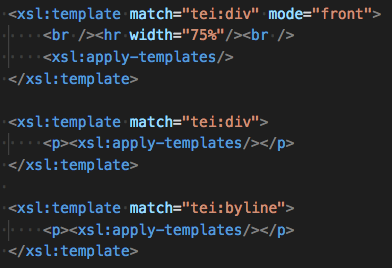 <xsl:template match="tei:div" mode="front">
    <br /><hr width="75%"/><br />
    <xsl:apply-templates/>
</xsl:template>

<xsl:template match="tei:div">
    <p><xsl:apply-templates/></p>
</xsl:template>

<xsl:template match="tei:byline">
    <p><xsl:apply-templates/></p>
</xsl:template>